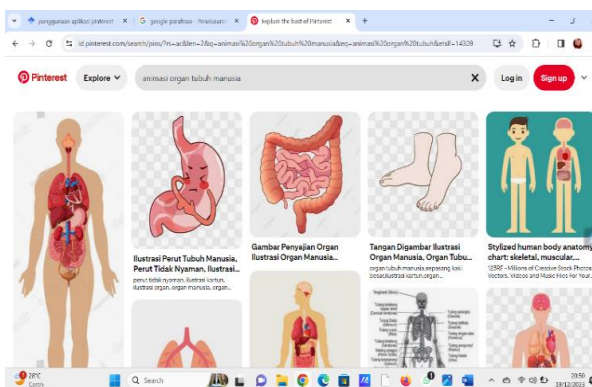 penggunaan aplikasi pinterest
google parafrase - Penelusuran
Explore the best of Pinterest
id.pinterest.com/search/pins/?rs=ac&len=2&q=animasi%20organ%20tubuh%20manusia&eq=animasi%20organ%20tubuh&etslf=14309
Pinterest
Explore
animasi organ tubuh manusia
Log in
Sign up
Ilustrasi Perut Tubuh Manusia,
Perut Tidak Nyaman, Ilustrasi...
perut tidak nyaman, ilustrasi kartun,
ilustrasi organ, organ manusia, organ...
Gambar Penyajian Organ
Ilustrasi Organ Manusia...
Tangan Digambar Ilustrasi
Organ Manusia, Organ Tubu...
organ tubuh manusia,sepasang kaki
besar,ilustrasi kartun,organ...
Stylized human body anatomy
chart: skeletal, muscular,...
123RF - Millions of Creative Stock Photos,
Vectors, Videos and Music Files For Your...
28°C
Search
20:50
19/12/2023